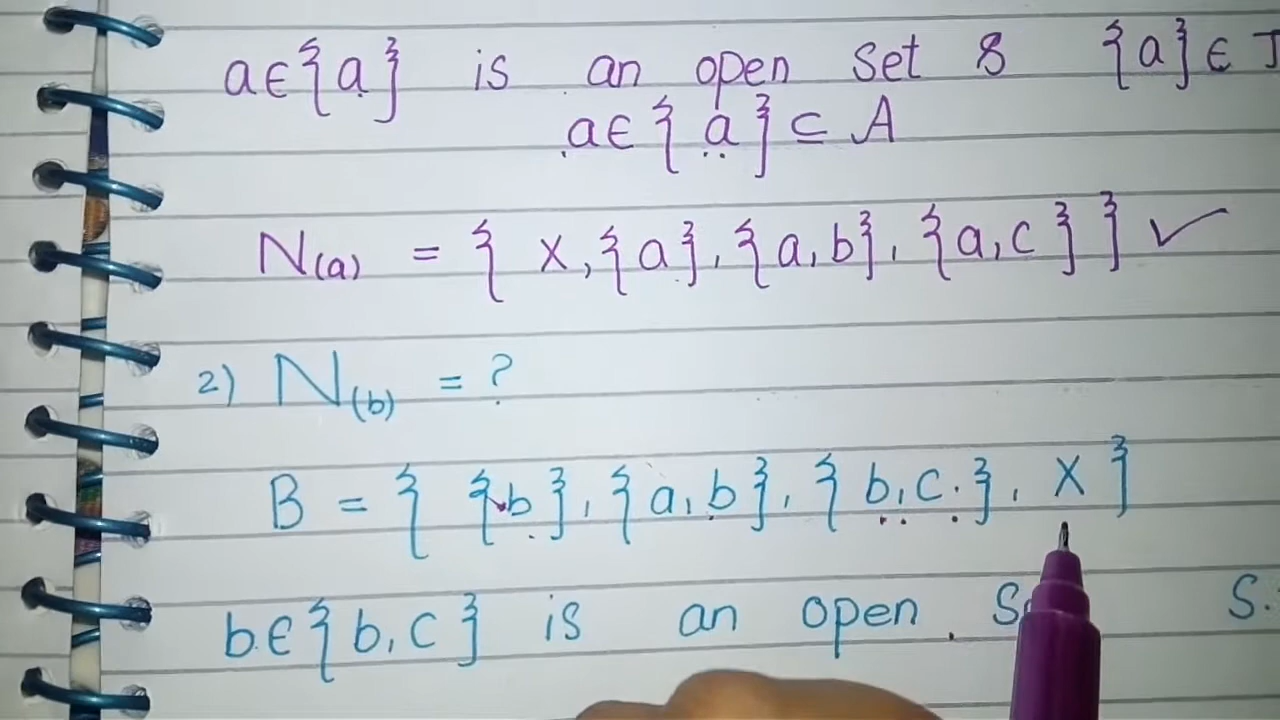 a∈{a} is an open set & {a}∈ J
a∈{a}⊂A
N(a) = { X,{a},{a,b},{a,c} } ✓
2) N(b) = ?
B = { {b},{a,b},{b,c}, X }
b∈{b,c} is an open S.